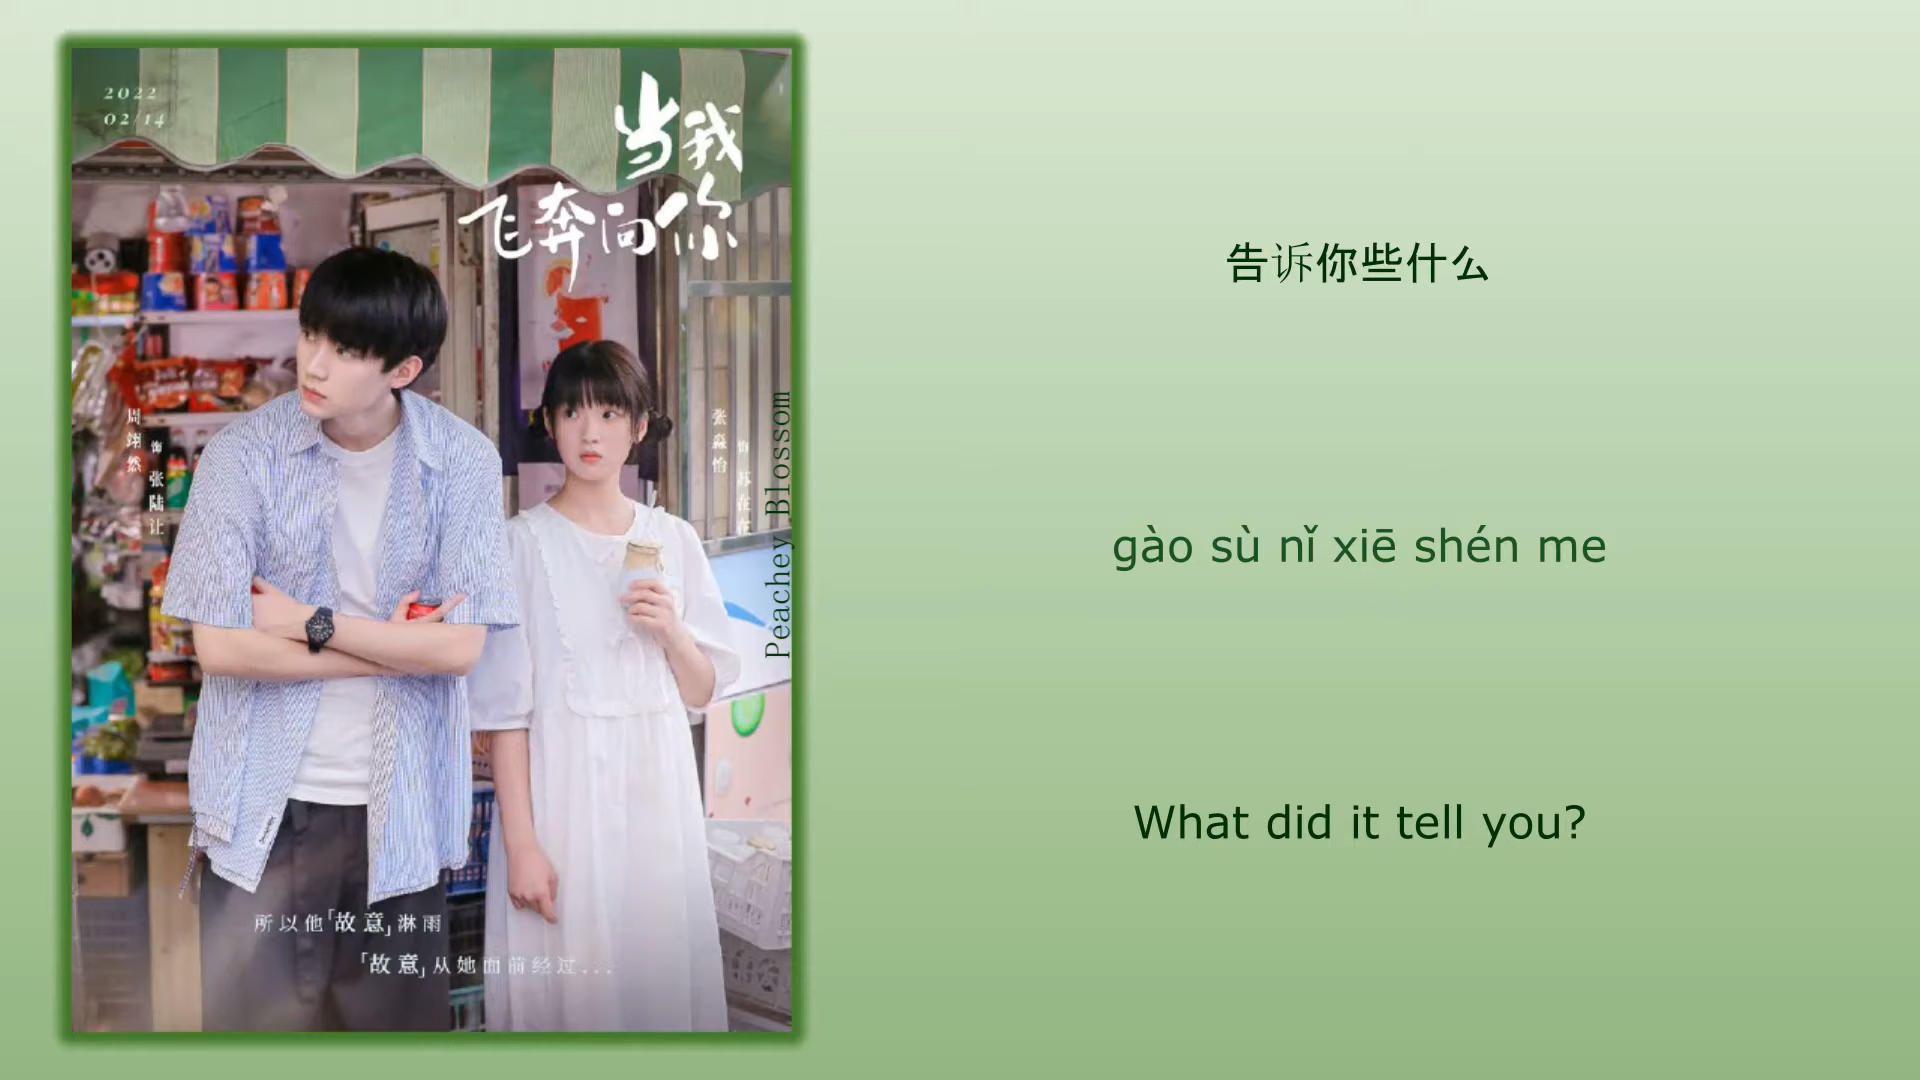 2022
02/14
当我
飞奔向你
周翊然
饰 张陆让
张淼怡
饰 苏在在
Peachey Blossom
所以他「故意」淋雨
「故意」从她面前经过...
告诉你些什么
gào sù nǐ xiē shén me
What did it tell you?